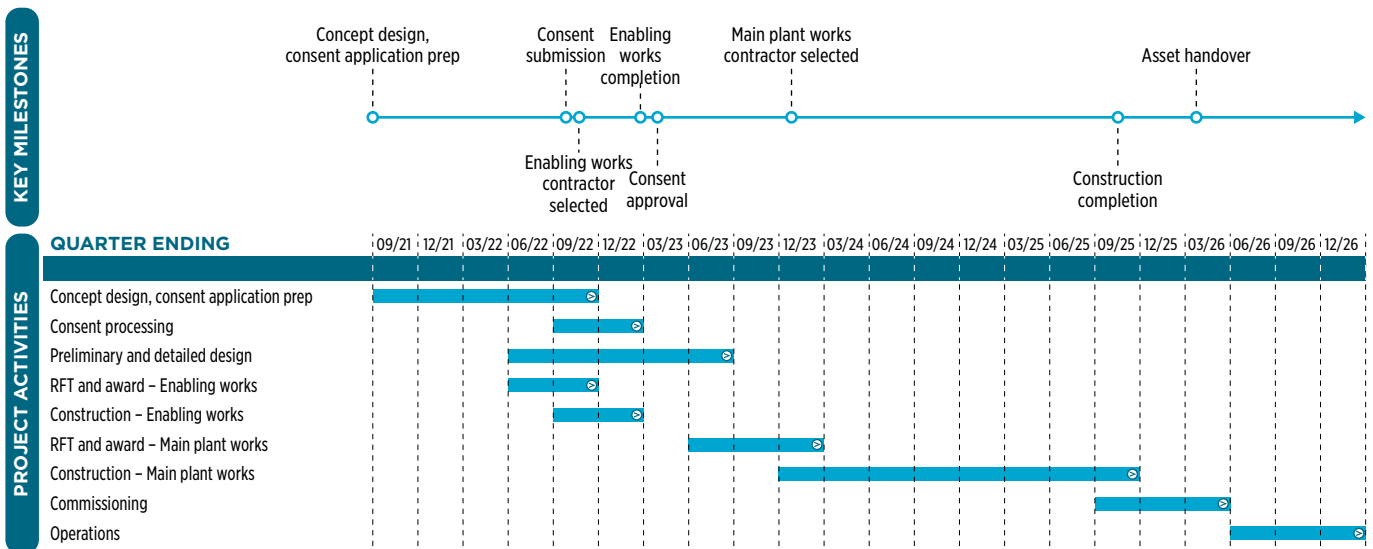 KEY MILESTONES
Concept design,
consent application prep
Consent
submission
Enabling
works
completion
Main plant works
contractor selected
Asset handover
Enabling works
contractor
selected
Consent
approval
Construction
completion
PROJECT ACTIVITIES
QUARTER ENDING 09/21 12/21 03/22 06/22 09/22 12/22 03/23 06/23 09/23 12/23 03/24 06/24 09/24 12/24 03/25 06/25 09/25 12/25 03/26 06/26 09/26 12/26
Concept design, consent application prep
Consent processing
Preliminary and detailed design
RFT and award – Enabling works
Construction – Enabling works
RFT and award – Main plant works
Construction – Main plant works
Commissioning
Operations